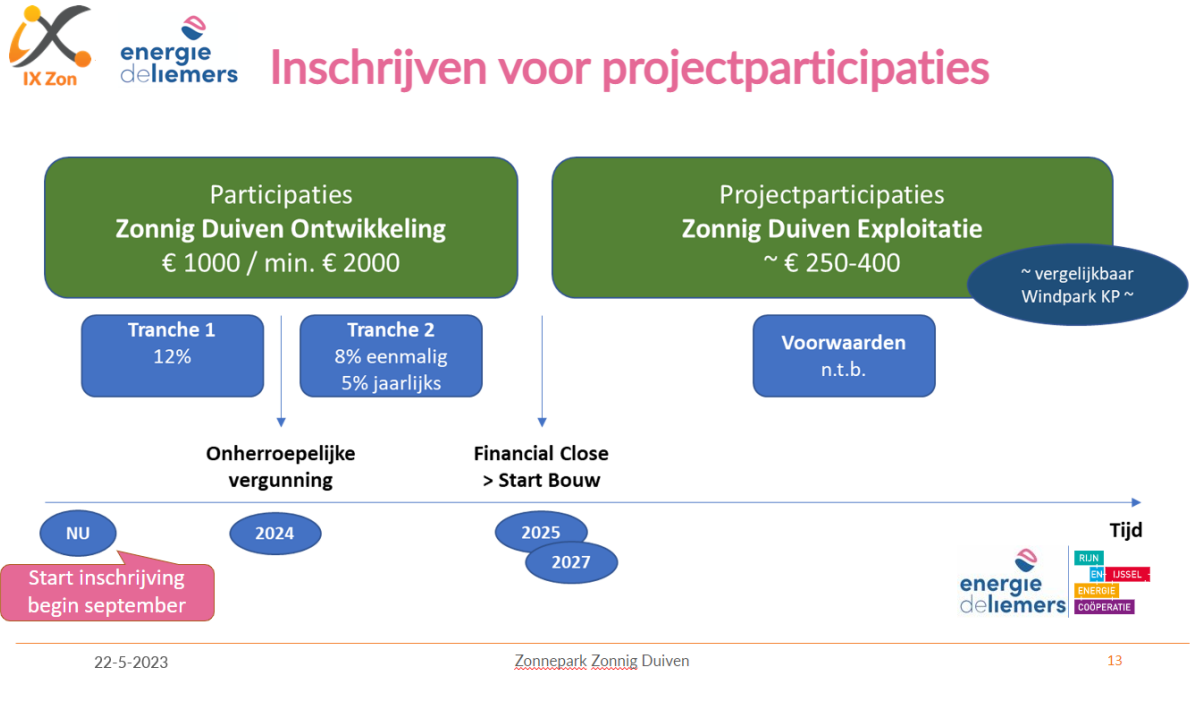 IX Zon
energie
deliemers
Inschrijven voor projectparticipaties
Participaties
Zonnig Duiven Ontwikkeling
€ 1000 / min. € 2000
Projectparticipaties
Zonnig Duiven Exploitatie
~ € 250-400
~ vergelijkbaar
Windpark KP ~
Tranche 1
12%
Tranche 2
8% eenmalig
5% jaarlijks
Voorwaarden
n.t.b.
Onherroepelijke
vergunning
Financial Close
> Start Bouw
NU
2024
2025
2027
Tijd
Start inschrijving
begin september
energie
deliemers
RIJN
EN IJSSEL
ENERGIE
COÖPERATIE
22-5-2023
Zonnepark Zonnig Duiven
13